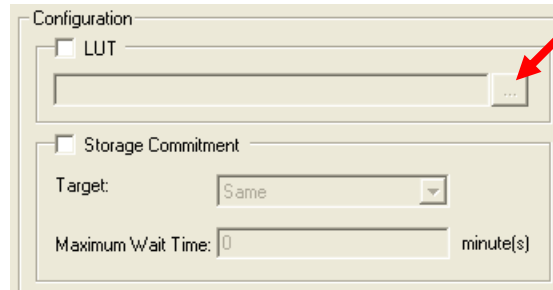 Configuration
LUT
...
Storage Commitment
Target: Same
Maximum Wait Time: 0 minute(s)